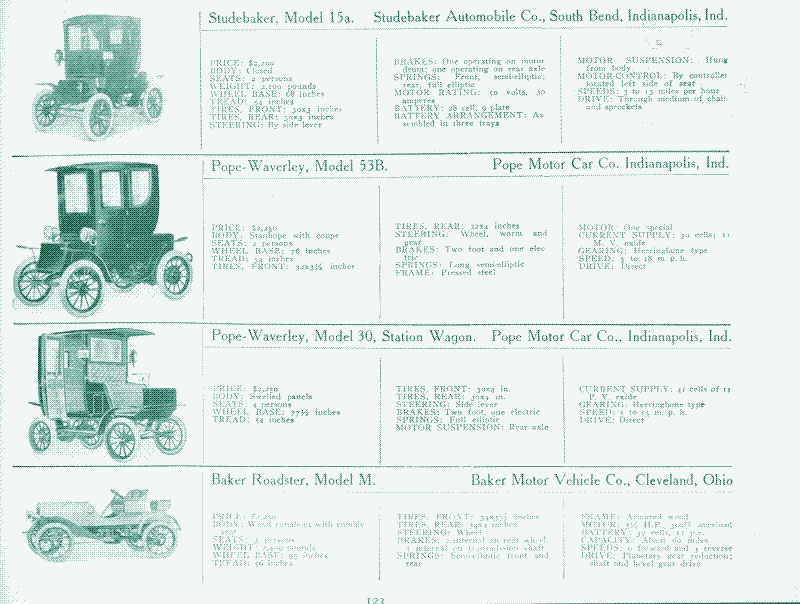 Studebaker, Model 15a. Studebaker Automobile Co., South Bend, Indianapolis, Ind.
PRICE: $2,200
BODY: Closed
SEATS: 2 persons
WEIGHT: 2,100 pounds
WHEEL BASE: 68 inches
TREAD: 54 inches
TIRES, FRONT: 30x3 inches
TIRES, REAR: 30x3 inches
STEERING: By side lever
BRAKES: One operating on motor
drum; one operating on rear axle
SPRINGS: Front, semi-elliptic;
rear, full elliptic
MOTOR RATING: 50 volts, 30
amperes
BATTERY: 28 cell, 9 plate
BATTERY ARRANGEMENT: As
sembled in three trays
MOTOR SUSPENSION: Hung
from body
MOTOR-CONTROL: By controller
located left side of seat
SPEEDS: 3 to 13 miles per hour
DRIVE: Through medium of chain
and sprockets
Pope-Waverley, Model 53B. Pope Motor Car Co. Indianapolis, Ind.
PRICE: $2,250
BODY: Stanhope with coupe
SEATS: 2 persons
WHEEL BASE: 76 inches
TREAD: 54 inches
TIRES, FRONT: 32x3½ inches
TIRES, REAR: 32x4 inches
STEERING: Wheel, worm and
gear
BRAKES: Two foot and one elec
tric
SPRINGS: Long semi-elliptic
FRAME: Pressed steel
MOTOR: One special
CURRENT SUPPLY: 30 cells; 11
M. V. exide
GEARING: Herringbone type
SPEED: 5 to 18 m. p. h.
DRIVE: Direct
Pope-Waverley, Model 30, Station Wagon. Pope Motor Car Co., Indianapolis, Ind.
PRICE: $2,250
BODY: Swelled panels
SEATS: 4 persons
WHEEL BASE: 77½ inches
TREAD: 54 inches
TIRES, FRONT: 30x4 in.
TIRES, REAR: 30x4 in.
STEERING: Side lever
BRAKES: Two foot, one electric
SPRINGS: Full elliptic
MOTOR SUSPENSION: Rear axle
CURRENT SUPPLY: 42 cells of 11
P. V. exide
GEARING: Herringbone type
SPEED: 5 to 15 m. p. h.
DRIVE: Direct
Baker Roadster, Model M. Baker Motor Vehicle Co., Cleveland, Ohio
PRICE:
BODY: Wood runabout with rumble
seat
SEATS: 3 persons
WEIGHT: pounds
WHEEL BASE: inches
TREAD: 56 inches
TIRES, FRONT: 34x3½ inches
TIRES, REAR: 34x4 inches
STEERING: Wheel
BRAKES: 2 internal on rear wheel;
1 internal on transmission shaft
SPRINGS: Semi-elliptic front and
rear
FRAME: Armored wood
MOTOR: H.P. 300% overload
BATTERY: cells, 11 p.v.
CAPACITY: About 60 miles
SPEEDS: 6 forward and 3 reverse
DRIVE: Planetary gear reduction;
shaft and bevel gear drive
123